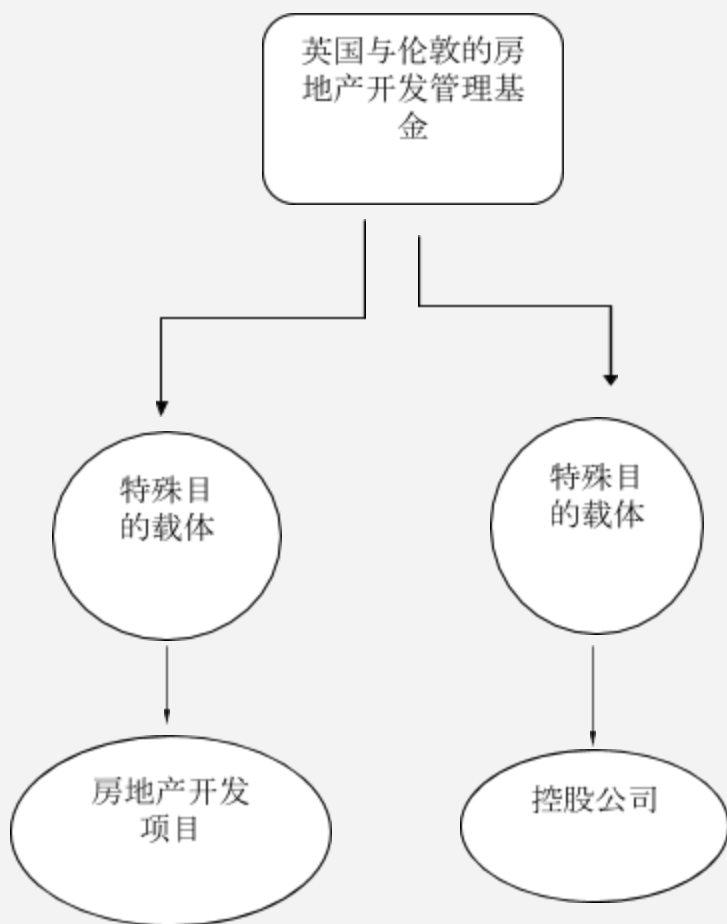 英国与伦敦的房
地产开发管理基
金
特殊目
的载体
特殊目
的载体
房地产开发
项目
控股公司